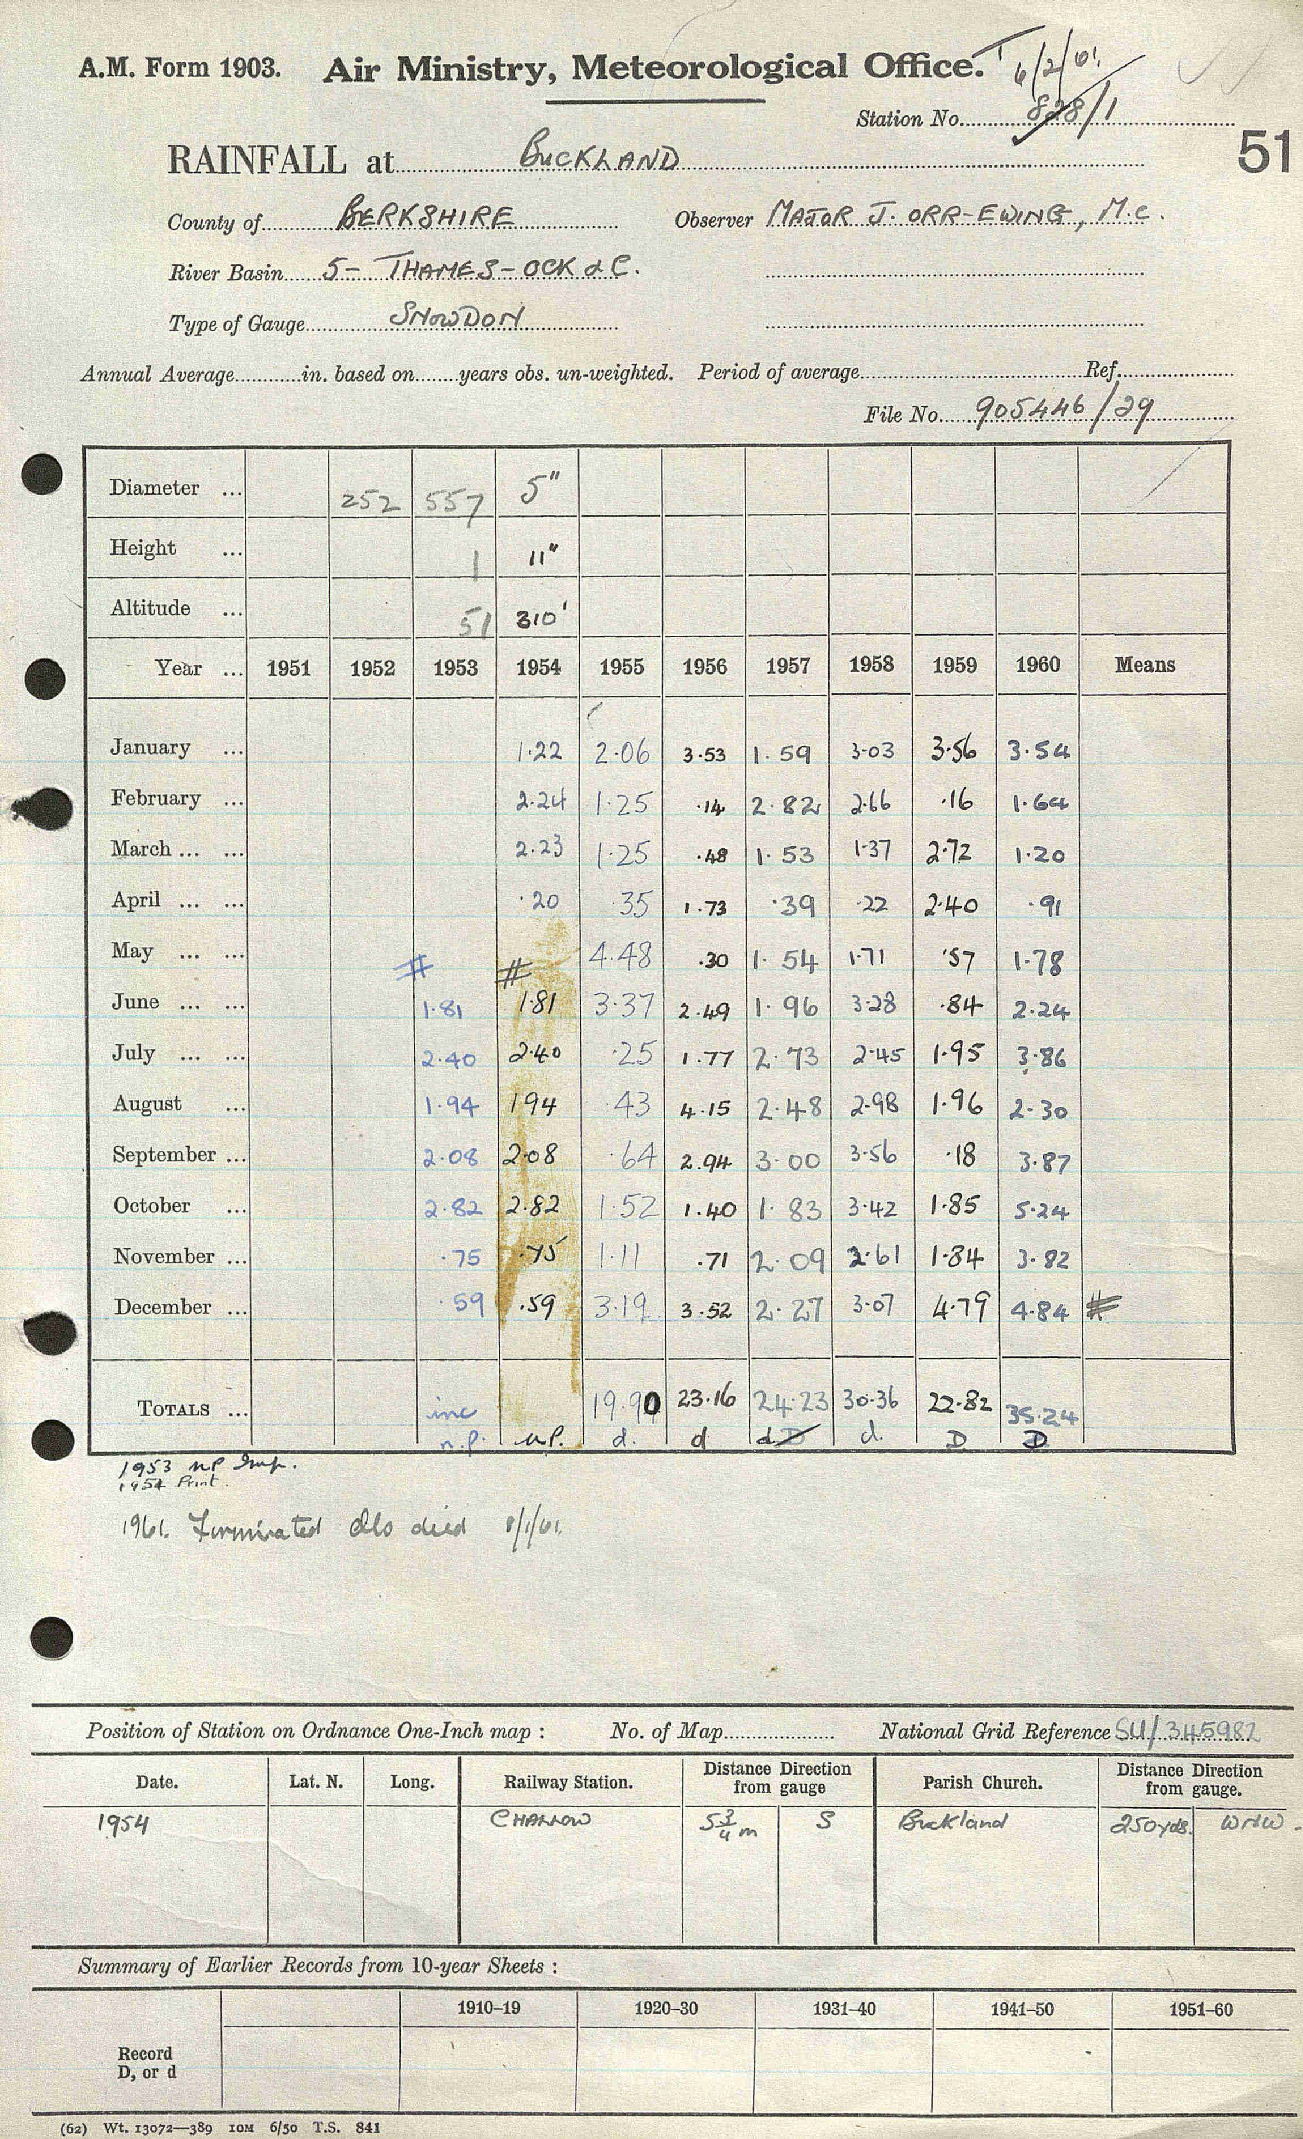 A.M. Form 1903. Air Ministry, Meteorological Office. 6/2/61.
Station No. 828/1
51
RAINFALL at BUCKLAND
County of BERKSHIRE Observer MAJOR J. ORR-EWING, M.C.
River Basin 5- THAMES-OCK &C.
Type of Gauge SNOWDON
Annual Average............in. based on.......years obs. un-weighted. Period of average............Ref............
File No. 905446/29
Diameter ... 252 557 5"
Height ... 1 11"
Altitude ... 51 310'
Year ... 1951 1952 1953 1954 1955 1956 1957 1958 1959 1960 Means
January ... 1.22 2.06 3.53 1.59 3.03 3.56 3.54
February ... 2.24 1.25 .14 2.82 2.66 .16 1.64
March ... ... 2.23 1.25 .48 1.53 1.37 2.72 1.20
April ... ... .20 .35 1.73 .39 .22 2.40 .91
May ... ... # # 4.48 .30 1.54 1.71 .57 1.78
June ... ... 1.81 1.81 3.37 2.49 1.96 3.28 .84 2.24
July ... ... 2.40 2.40 .25 1.77 2.73 2.45 1.95 3.86
August ... 1.94 1.94 .43 4.15 2.48 2.98 1.96 2.30
September ... 2.08 2.08 .64 2.94 3.00 3.56 .18 3.87
October ... 2.82 2.82 1.52 1.40 1.83 3.42 1.85 5.24
November ... .75 .75 1.11 .71 2.09 2.61 1.84 3.82
December ... .59 .59 3.19 3.52 2.27 3.07 4.79 4.84 #
TOTALS ... inc 19.90 23.16 24.23 30.36 22.82 35.24
n.p. n.p. d. d d D d. D D
1953 NP Imp.
1954 Print.
1961. Terminated Obs died 8/1/61.
Position of Station on Ordnance One-Inch map : No. of Map............ National Grid Reference SU/345982
Date. Lat. N. Long. Railway Station. Distance Direction from gauge Parish Church. Distance Direction from gauge.
1954 CHALLOW 5 3/4 m S Buckland 250yds. WNW.
Summary of Earlier Records from 10-year Sheets :
1910–19 1920–30 1931–40 1941–50 1951–60
Record
D, or d
(62) Wt. 13072—389 10M 6/50 T.S. 841